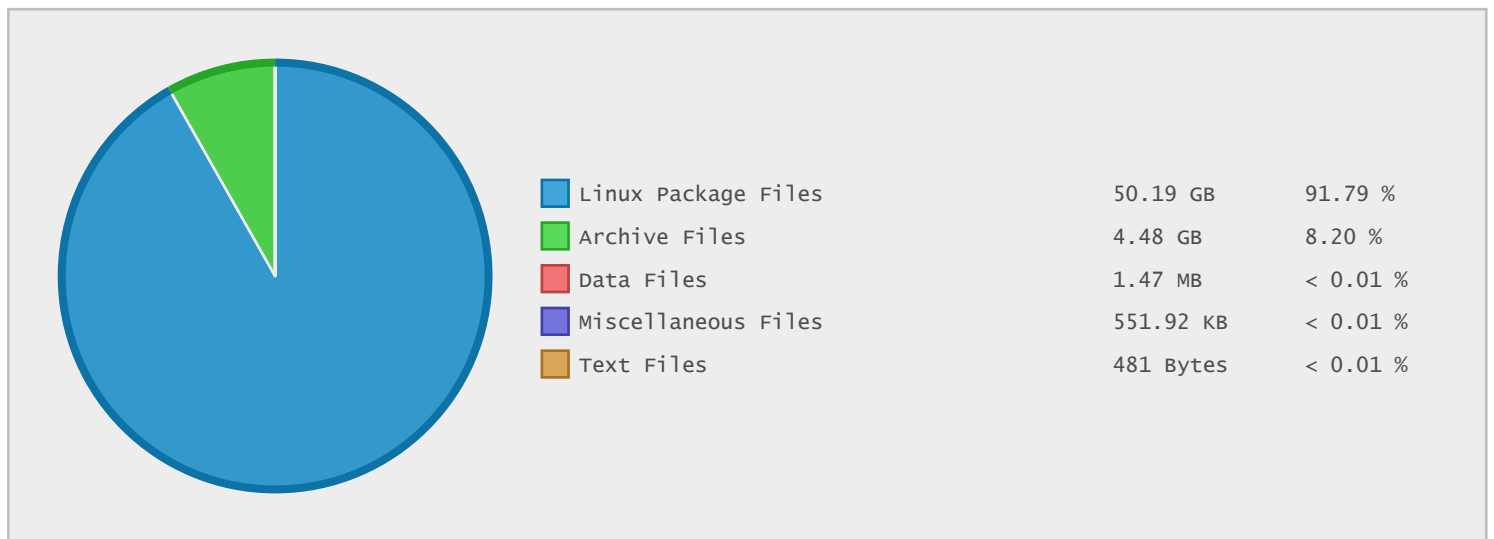 Linux Package Files 50.19 GB 91.79 %
Archive Files 4.48 GB 8.20 %
Data Files 1.47 MB < 0.01 %
Miscellaneous Files 551.92 KB < 0.01 %
Text Files 481 Bytes < 0.01 %